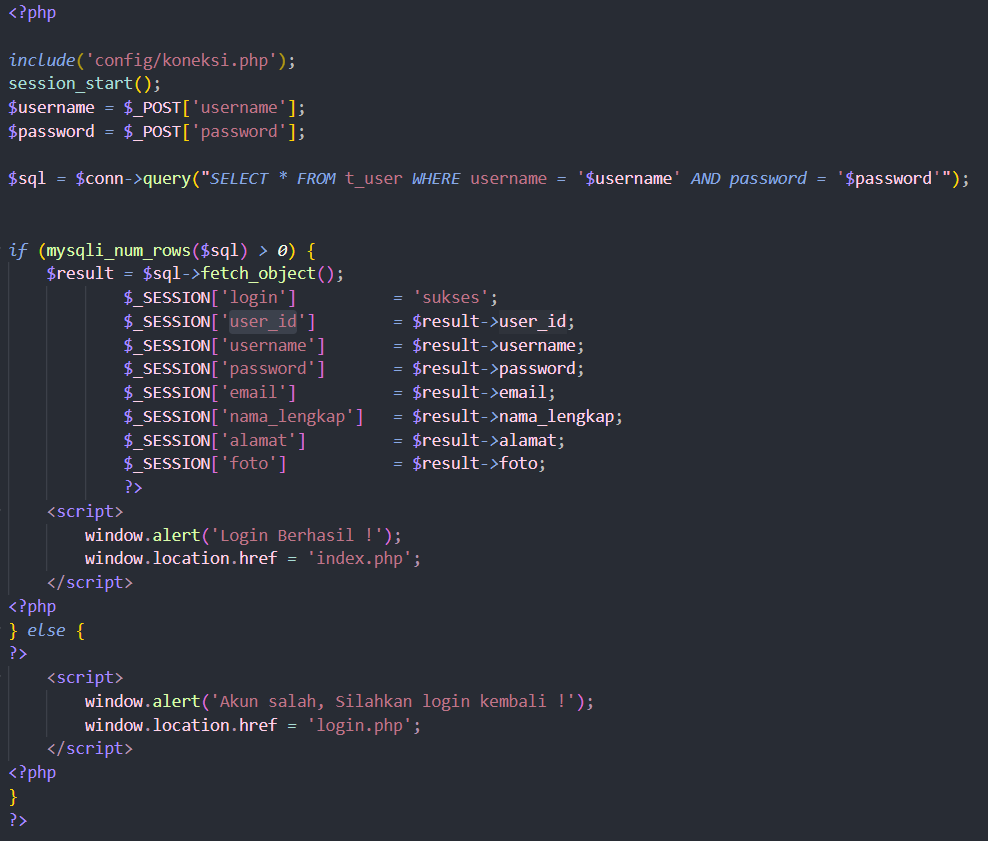 <?php
include('config/koneksi.php');
session_start();
$username = $_POST['username'];
$password = $_POST['password'];
$sql = $conn->query("SELECT * FROM t_user WHERE username = '$username' AND password = '$password'");
if (mysqli_num_rows($sql) > 0) {
$result = $sql->fetch_object();
$_SESSION['login'] = 'sukses';
$_SESSION['user_id'] = $result->user_id;
$_SESSION['username'] = $result->username;
$_SESSION['password'] = $result->password;
$_SESSION['email'] = $result->email;
$_SESSION['nama_lengkap'] = $result->nama_lengkap;
$_SESSION['alamat'] = $result->alamat;
$_SESSION['foto'] = $result->foto;
?>
<script>
window.alert('Login Berhasil !');
window.location.href = 'index.php';
</script>
<?php
} else {
?>
<script>
window.alert('Akun salah, Silahkan login kembali !');
window.location.href = 'login.php';
</script>
<?php
}
?>